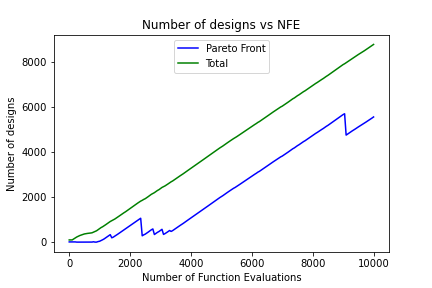 Number of designs vs NFE
Pareto Front
Total
Number of designs
8000
6000
4000
2000
0
0
2000
4000
6000
8000
10000
Number of Function Evaluations